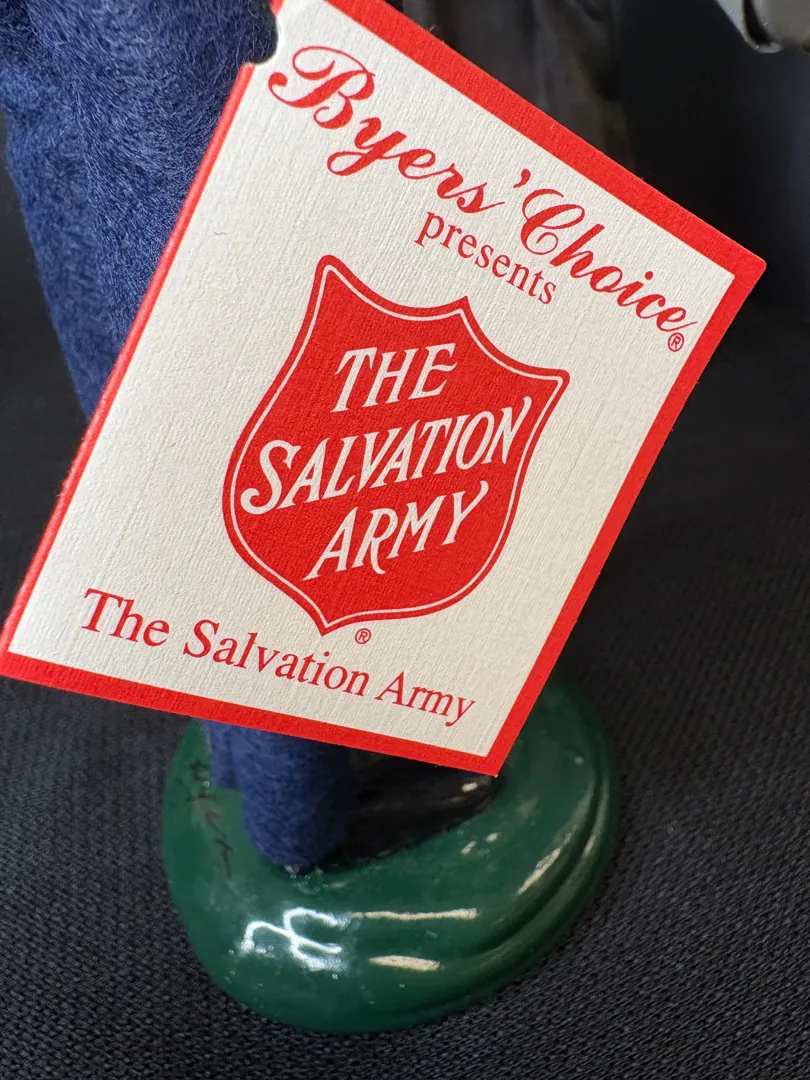 Byers' Choice®
presents
THE
SALVATION
ARMY
®
The Salvation Army